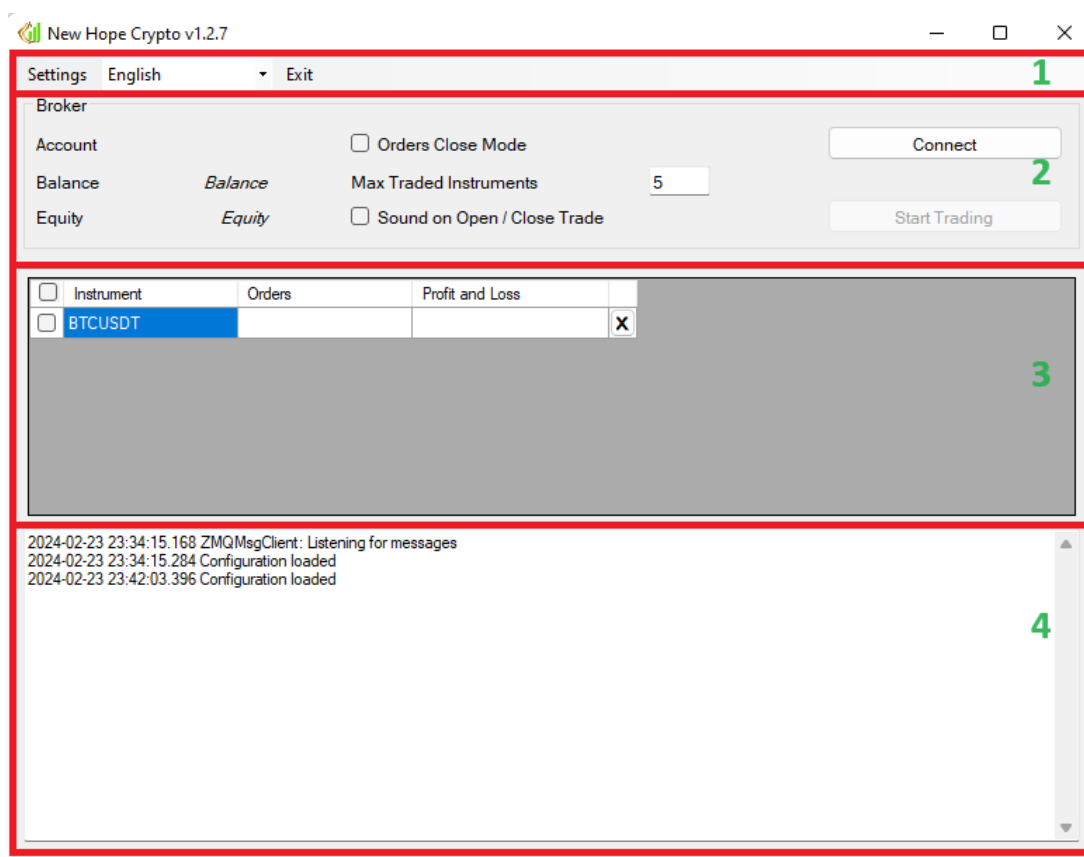 New Hope Crypto v1.2.7
Settings English Exit 1
Broker
Account Orders Close Mode Connect
2
Balance Balance Max Traded Instruments 5
Equity Equity Sound on Open / Close Trade Start Trading
Instrument Orders Profit and Loss
BTCUSDT X
3
2024-02-23 23:34:15.168 ZMQMsgClient: Listening for messages
2024-02-23 23:34:15.284 Configuration loaded
2024-02-23 23:42:03.396 Configuration loaded
4